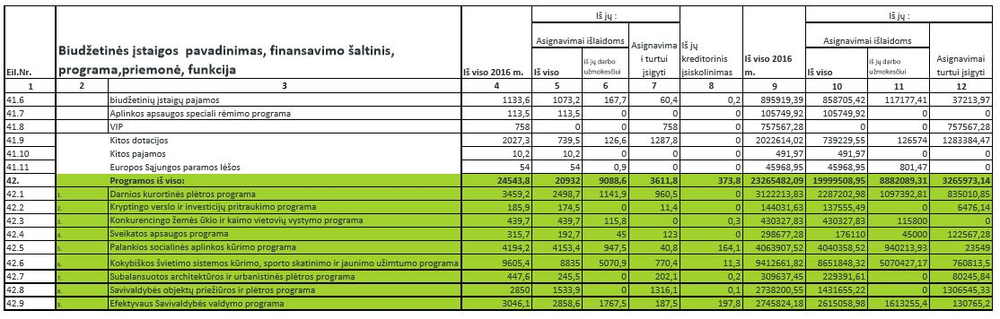 Iš jų : Iš jų :
Asignavimai išlaidoms Asignavima i turtui įsigyti Iš jų kreditorinis įsiskolinimas Asignavimai išlaidoms Asignavimai turtui įsigyti
Eil.Nr. Biudžetinės įstaigos pavadinimas, finansavimo šaltinis, programa,priemonė, funkcija Iš viso 2016 m. Iš viso iš jų darbo užmokesčiui Iš viso 2016 m. Iš viso iš jų darbo užmokesčiui
1 2 3 4 5 6 7 8 9 10 11 12
41.6 biudžetinių įstaigų pajamos 1133,6 1073,2 167,7 60,4 0,2 895919,39 858705,42 117177,41 37213,97
41.7 Aplinkos apsaugos speciali rėmimo programa 113,5 113,5 0 0 0 105749,92 105749,92 0 0
41.8 VIP 758 0 0 758 0 757567,28 0 0 757567,28
41.9 Kitos dotacijos 2027,3 739,5 126,6 1287,8 0 2022614,02 739229,55 126574 1283384,47
41.10 Kitos pajamos 10,2 10,2 0 0 0 491,97 491,97 0 0
41.11 Europos Sąjungos paramos lėšos 54 54 0,9 0 0 45968,95 45968,95 801,47 0
42. Programos iš viso: 24543,8 20932 9088,6 3611,8 373,8 23265482,09 19999508,95 8882089,31 3265973,14
42.1 1. Darnios kurortinės plėtros programa 3459,2 2498,7 1141,9 960,5 0 3122213,83 2287202,98 1097392,81 835010,85
42.2 2. Kryptingo verslo ir investicijų pritraukimo programa 185,9 174,5 0 11,4 0 144031,63 137555,49 0 6476,14
42.3 3. Konkurencingo žemės ūkio ir kaimo vietovių vystymo programa 439,7 439,7 115,8 0 0,3 430327,83 430327,83 115800 0
42.4 4. Sveikatos apsaugos programa 315,7 192,7 45 123 0 298677,28 176110 45000 122567,28
42.5 5. Palankios socialinės aplinkos kūrimo programa 4194,2 4153,4 947,5 40,8 164,1 4063907,52 4040358,52 940213,93 23549
42.6 6. Kokybiškos švietimo sistemos kūrimo, sporto skatinimo ir jaunimo užimtumo programa 9605,4 8835 5070,9 770,4 11,3 9412661,82 8651848,32 5070427,17 760813,5
42.7 7. Subalansuotos architektūros ir urbanistinės plėtros programa 447,6 245,5 0 202,1 0,2 309637,45 229391,61 0 80245,84
42.8 8. Savivaldybės objektų priežiūros ir plėtros programa 2850 1533,9 0 1316,1 0,1 2738200,55 1431655,22 0 1306545,33
42.9 9. Efektyvaus Savivaldybės valdymo programa 3046,1 2858,6 1767,5 187,5 197,8 2745824,18 2615058,98 1613255,4 130765,2